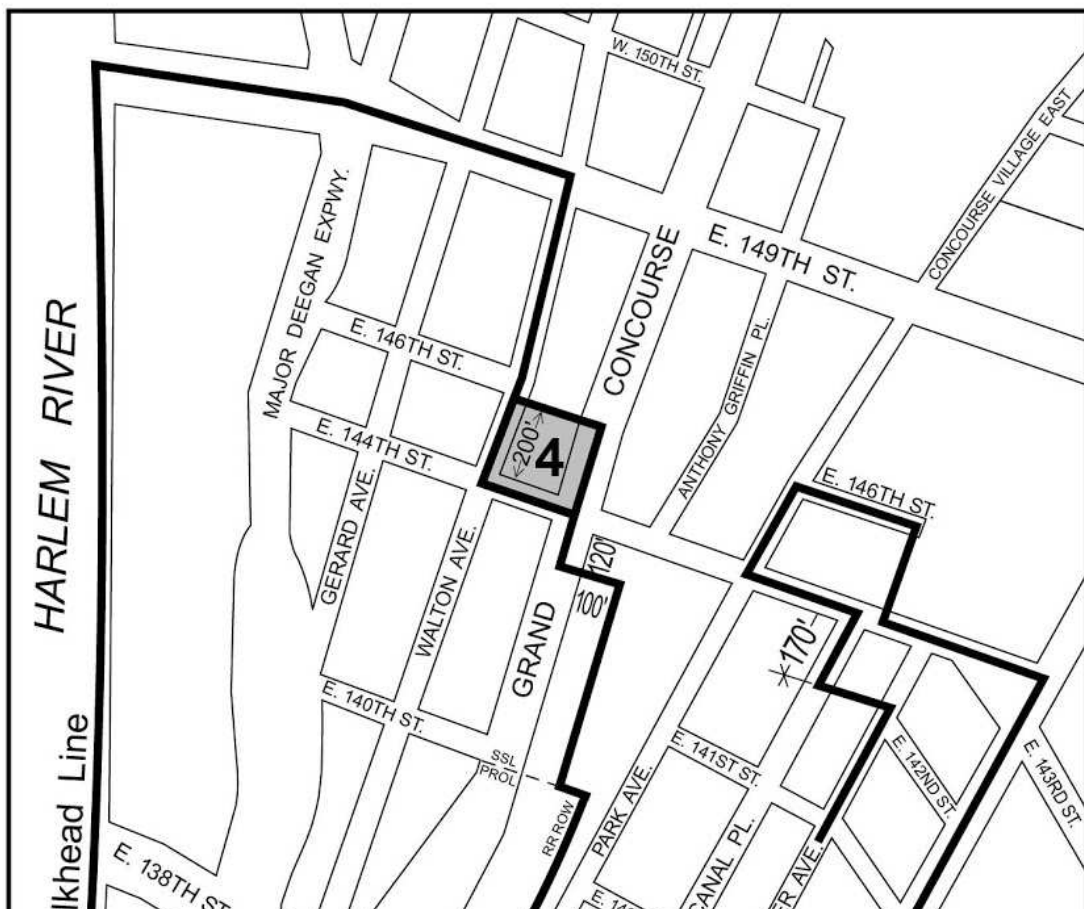 W. 150TH ST.
CONCOURSE VILLAGE EAST
E. 149TH ST.
MAJOR DEEGAN EXPWY.
CONCOURSE
HARLEM RIVER
E. 146TH ST.
ANTHONY GRIFFIN PL.
200'
4
E. 144TH ST.
E. 146TH ST.
GERARD AVE.
WALTON AVE.
120'
100'
GRAND
170'
E. 140TH ST.
SSL
PROL
E. 141ST ST.
E. 142ND ST.
E. 143RD ST.
lkhead Line
RR ROW
PARK AVE.
CANAL PL.
ER AVE.
E. 138TH ST.